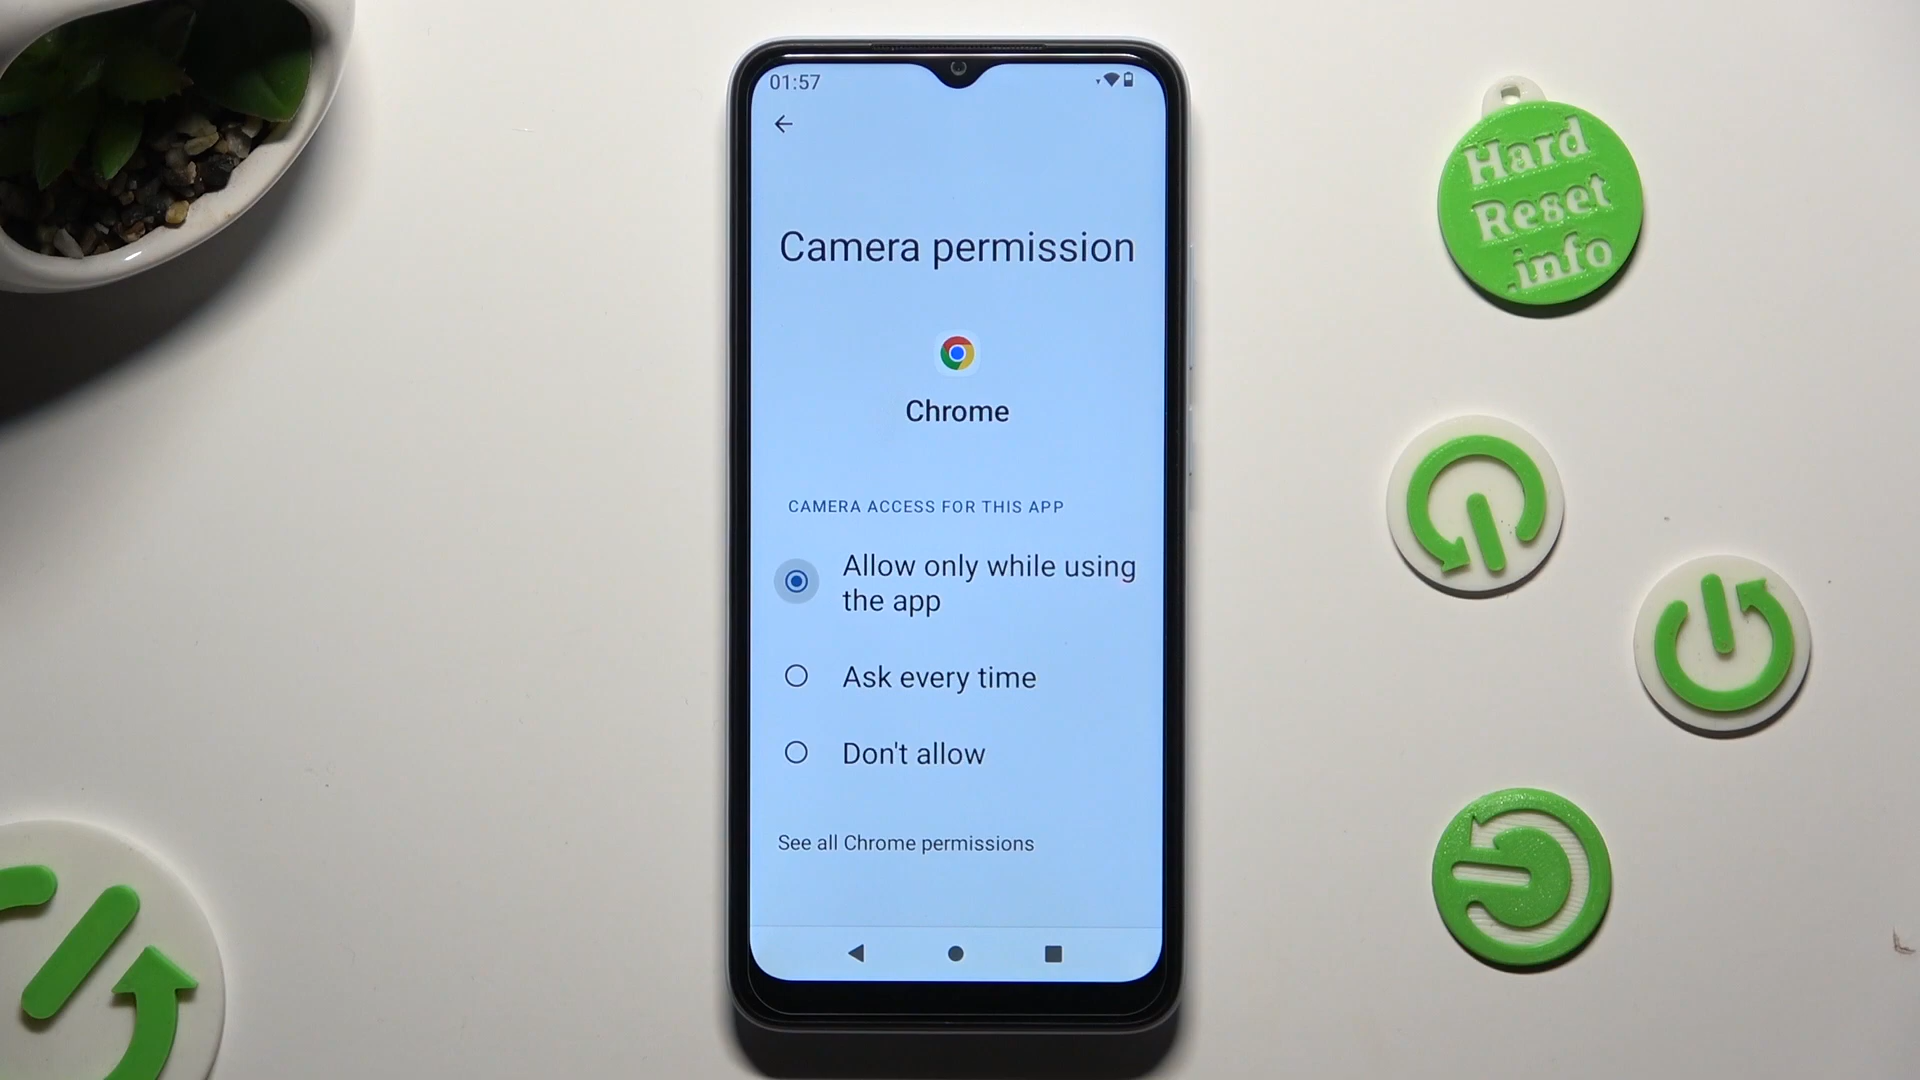 01:57
Camera permission
Chrome
CAMERA ACCESS FOR THIS APP
Allow only while using
the app
Ask every time
Don't allow
See all Chrome permissions
Hard
Reset
.info